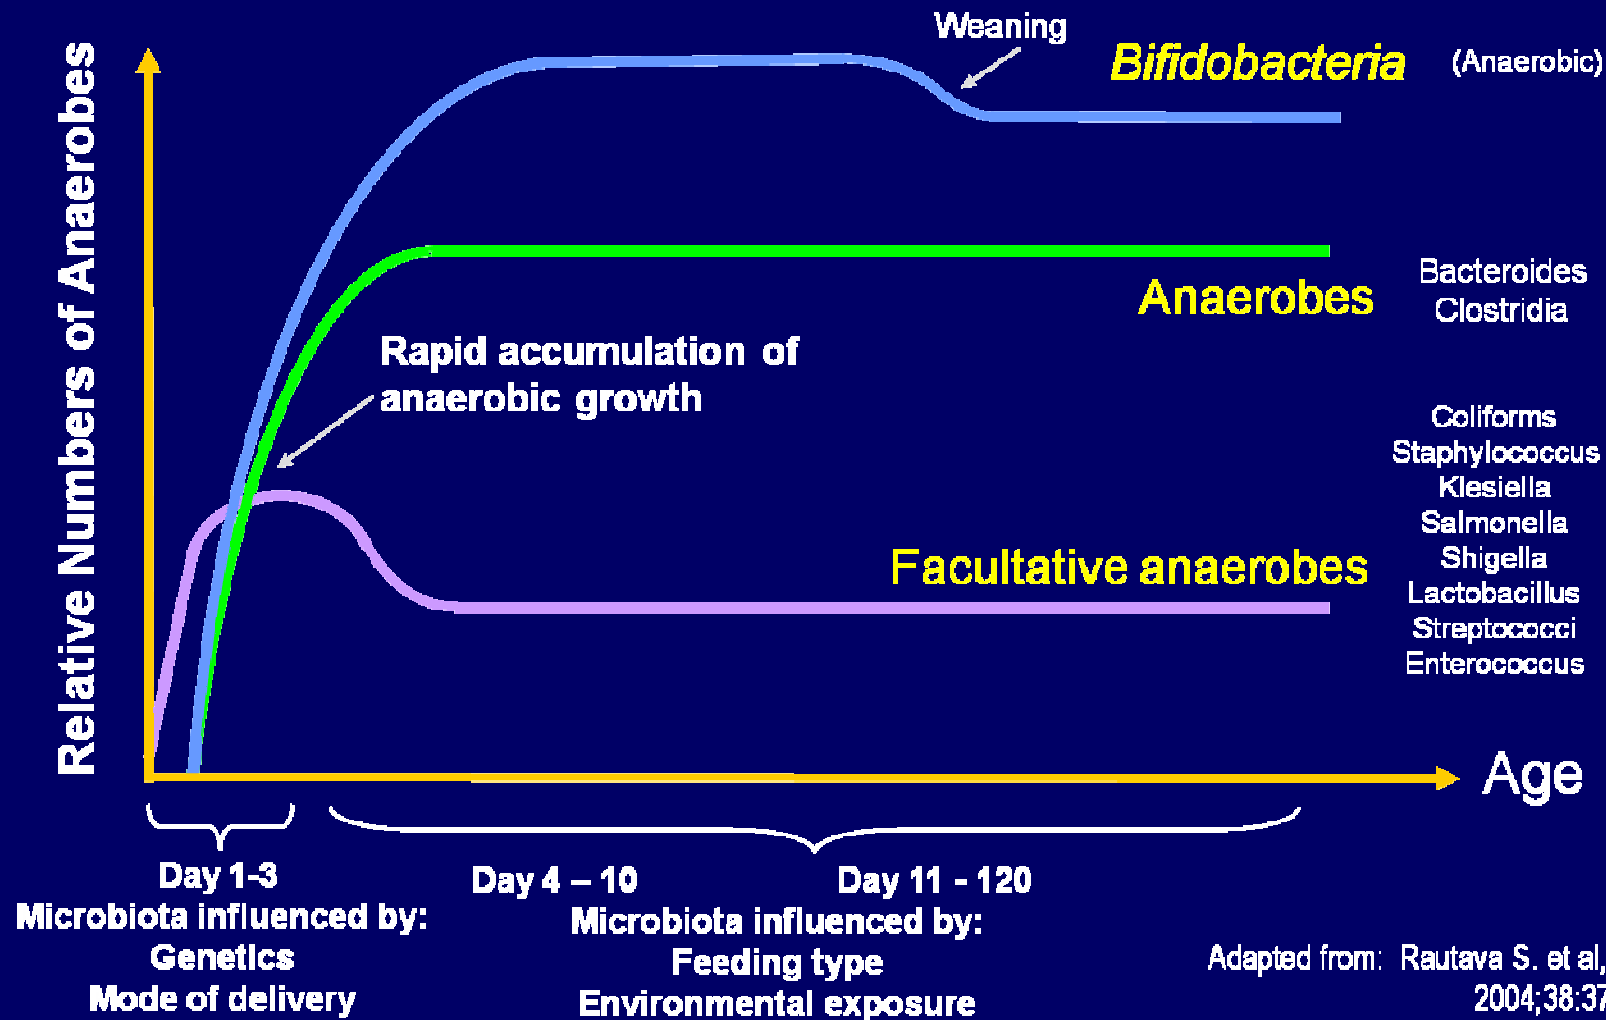 Weaning
Bifidobacteria (Anaerobic)
Relative Numbers of Anaerobes
Anaerobes
Bacteroides
Clostridia
Rapid accumulation of
anaerobic growth
Facultative anaerobes
Coliforms
Staphylococcus
Klesiella
Salmonella
Shigella
Lactobacillus
Streptococci
Enterococcus
Age
Day 1-3
Microbiota influenced by:
Genetics
Mode of delivery
Day 4 – 10 Day 11 - 120
Microbiota influenced by:
Feeding type
Environmental exposure
Adapted from: Rautava S. et al,
2004;38:37